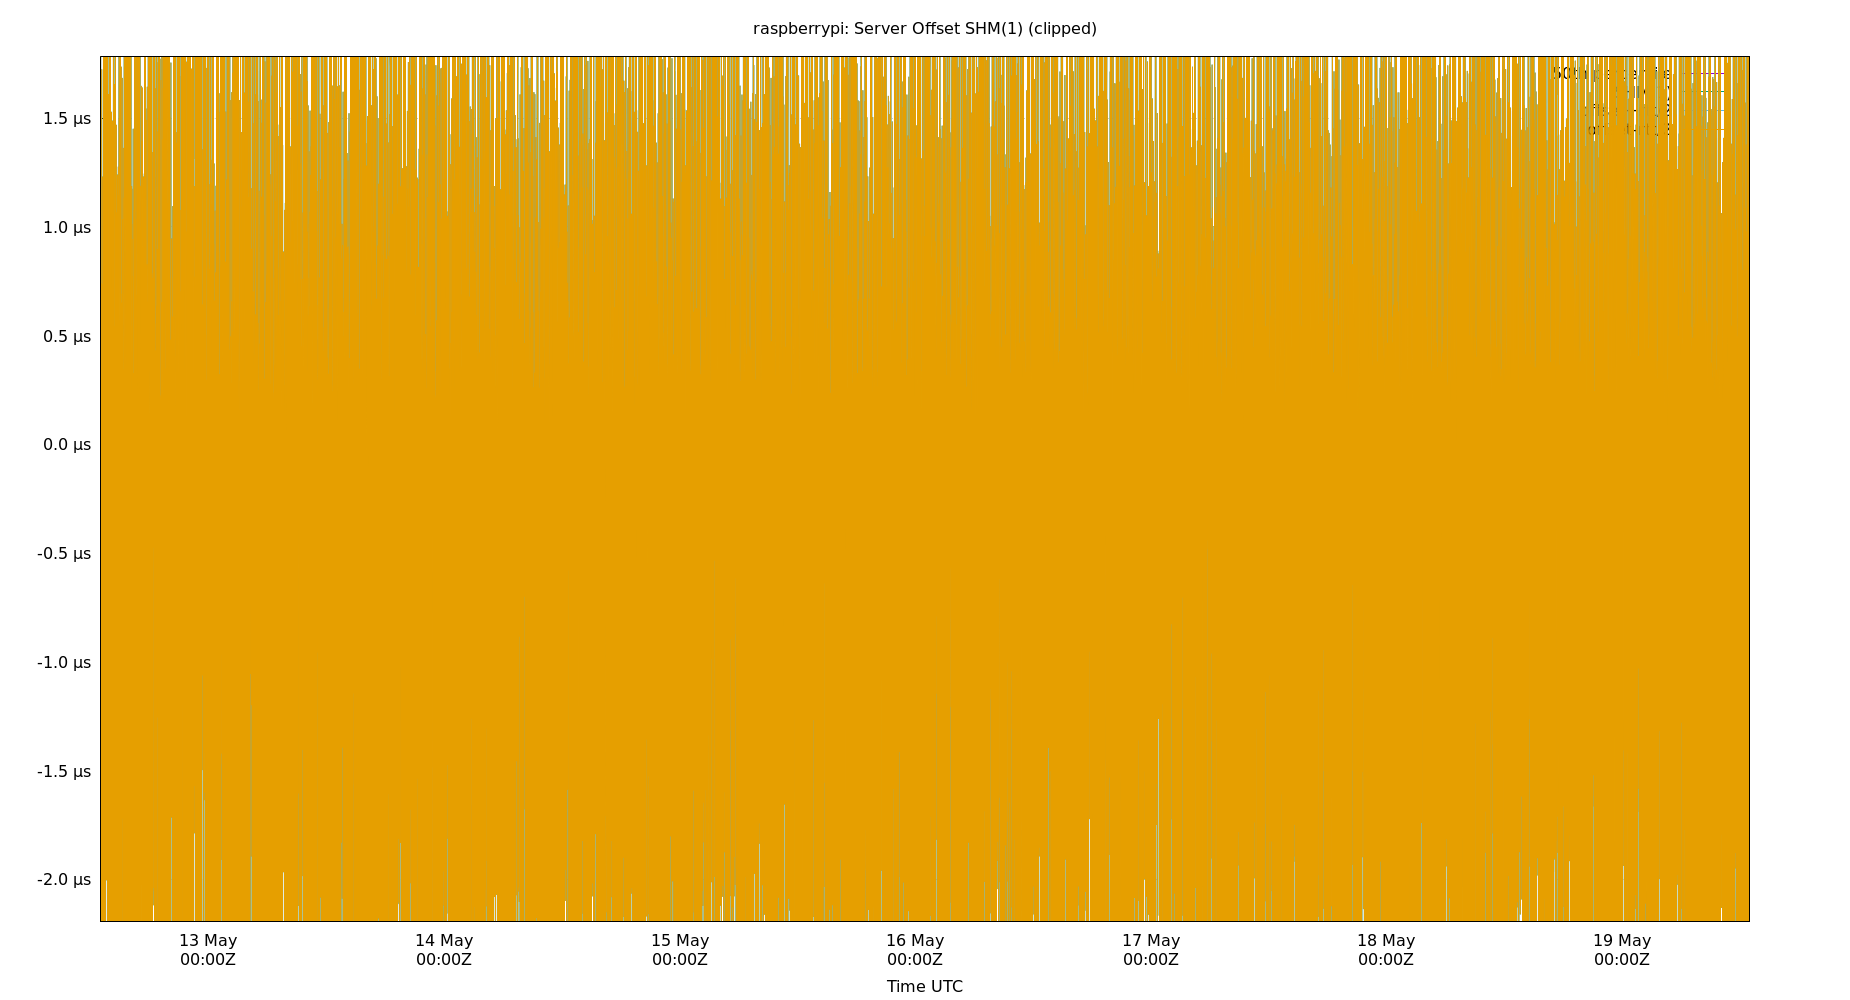 raspberrypi: Server Offset SHM(1) (clipped)
1.5 µs
1.0 µs
0.5 µs
0.0 µs
-0.5 µs
-1.0 µs
-1.5 µs
-2.0 µs
13 May 14 May 15 May 16 May 17 May 18 May 19 May
00:00Z 00:00Z 00:00Z 00:00Z 00:00Z 00:00Z 00:00Z
Time UTC